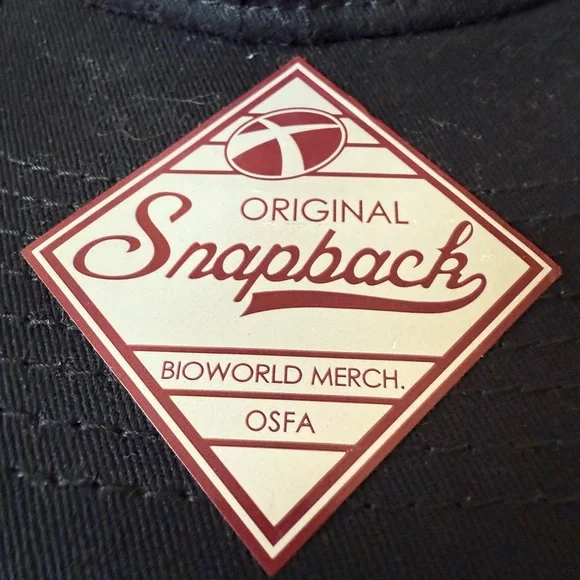 ORIGINAL
Snapback
BIOWORLD MERCH.
OSFA